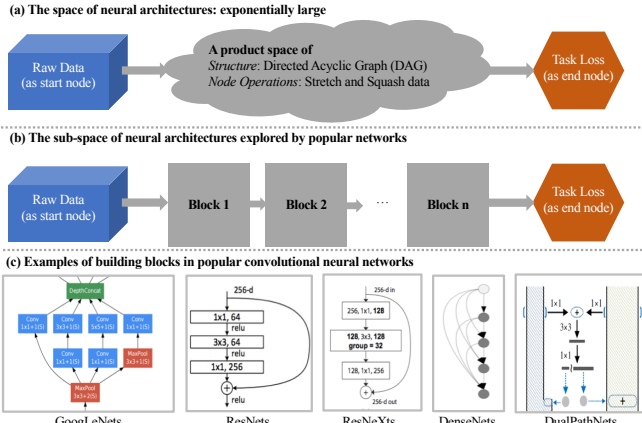 (a) The space of neural architectures: exponentially large
Raw Data
(as start node)
A product space of
Structure: Directed Acyclic Graph (DAG)
Node Operations: Stretch and Squash data
Task Loss
(as end node)
(b) The sub-space of neural architectures explored by popular networks
Raw Data
(as start node)
Block 1
Block 2
...
Block n
Task Loss
(as end node)
(c) Examples of building blocks in popular convolutional neural networks
DepthConcat
Conv
1x1+1(S)
Conv
3x3+1(S)
Conv
5x5+1(S)
Conv
1x1+1(S)
Conv
1x1+1(S)
Conv
1x1+1(S)
MaxPool
3x3+1(S)
MaxPool
3x3+2(S)
GoogLeNets
256-d
1x1, 64
relu
3x3, 64
relu
1x1, 256
+
relu
ResNets
256-d in
256, 1x1, 128
128, 3x3, 128
group = 32
128, 1x1, 256
+
256-d out
ResNeXts
DenseNets
1x1
+
1x1
3x3
1x1
+
DualPathNets